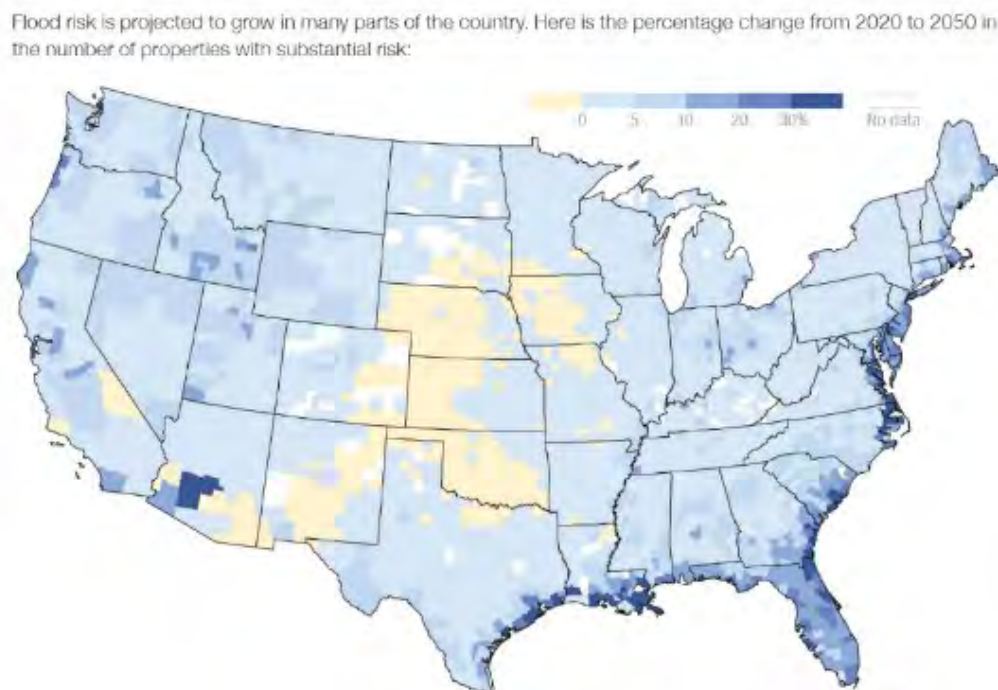 Flood risk is projected to grow in many parts of the country. Here is the percentage change from 2020 to 2050 in
the number of properties with substantial risk:
0 5 10 20 30% No data